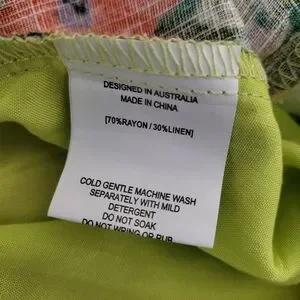 DESIGNED IN AUSTRALIA
MADE IN CHINA
[70%RAYON / 30%LINEN]
COLD GENTLE MACHINE WASH
SEPARATELY WITH MILD
DETERGENT
DO NOT SOAK
DO NOT WRING OR RUB